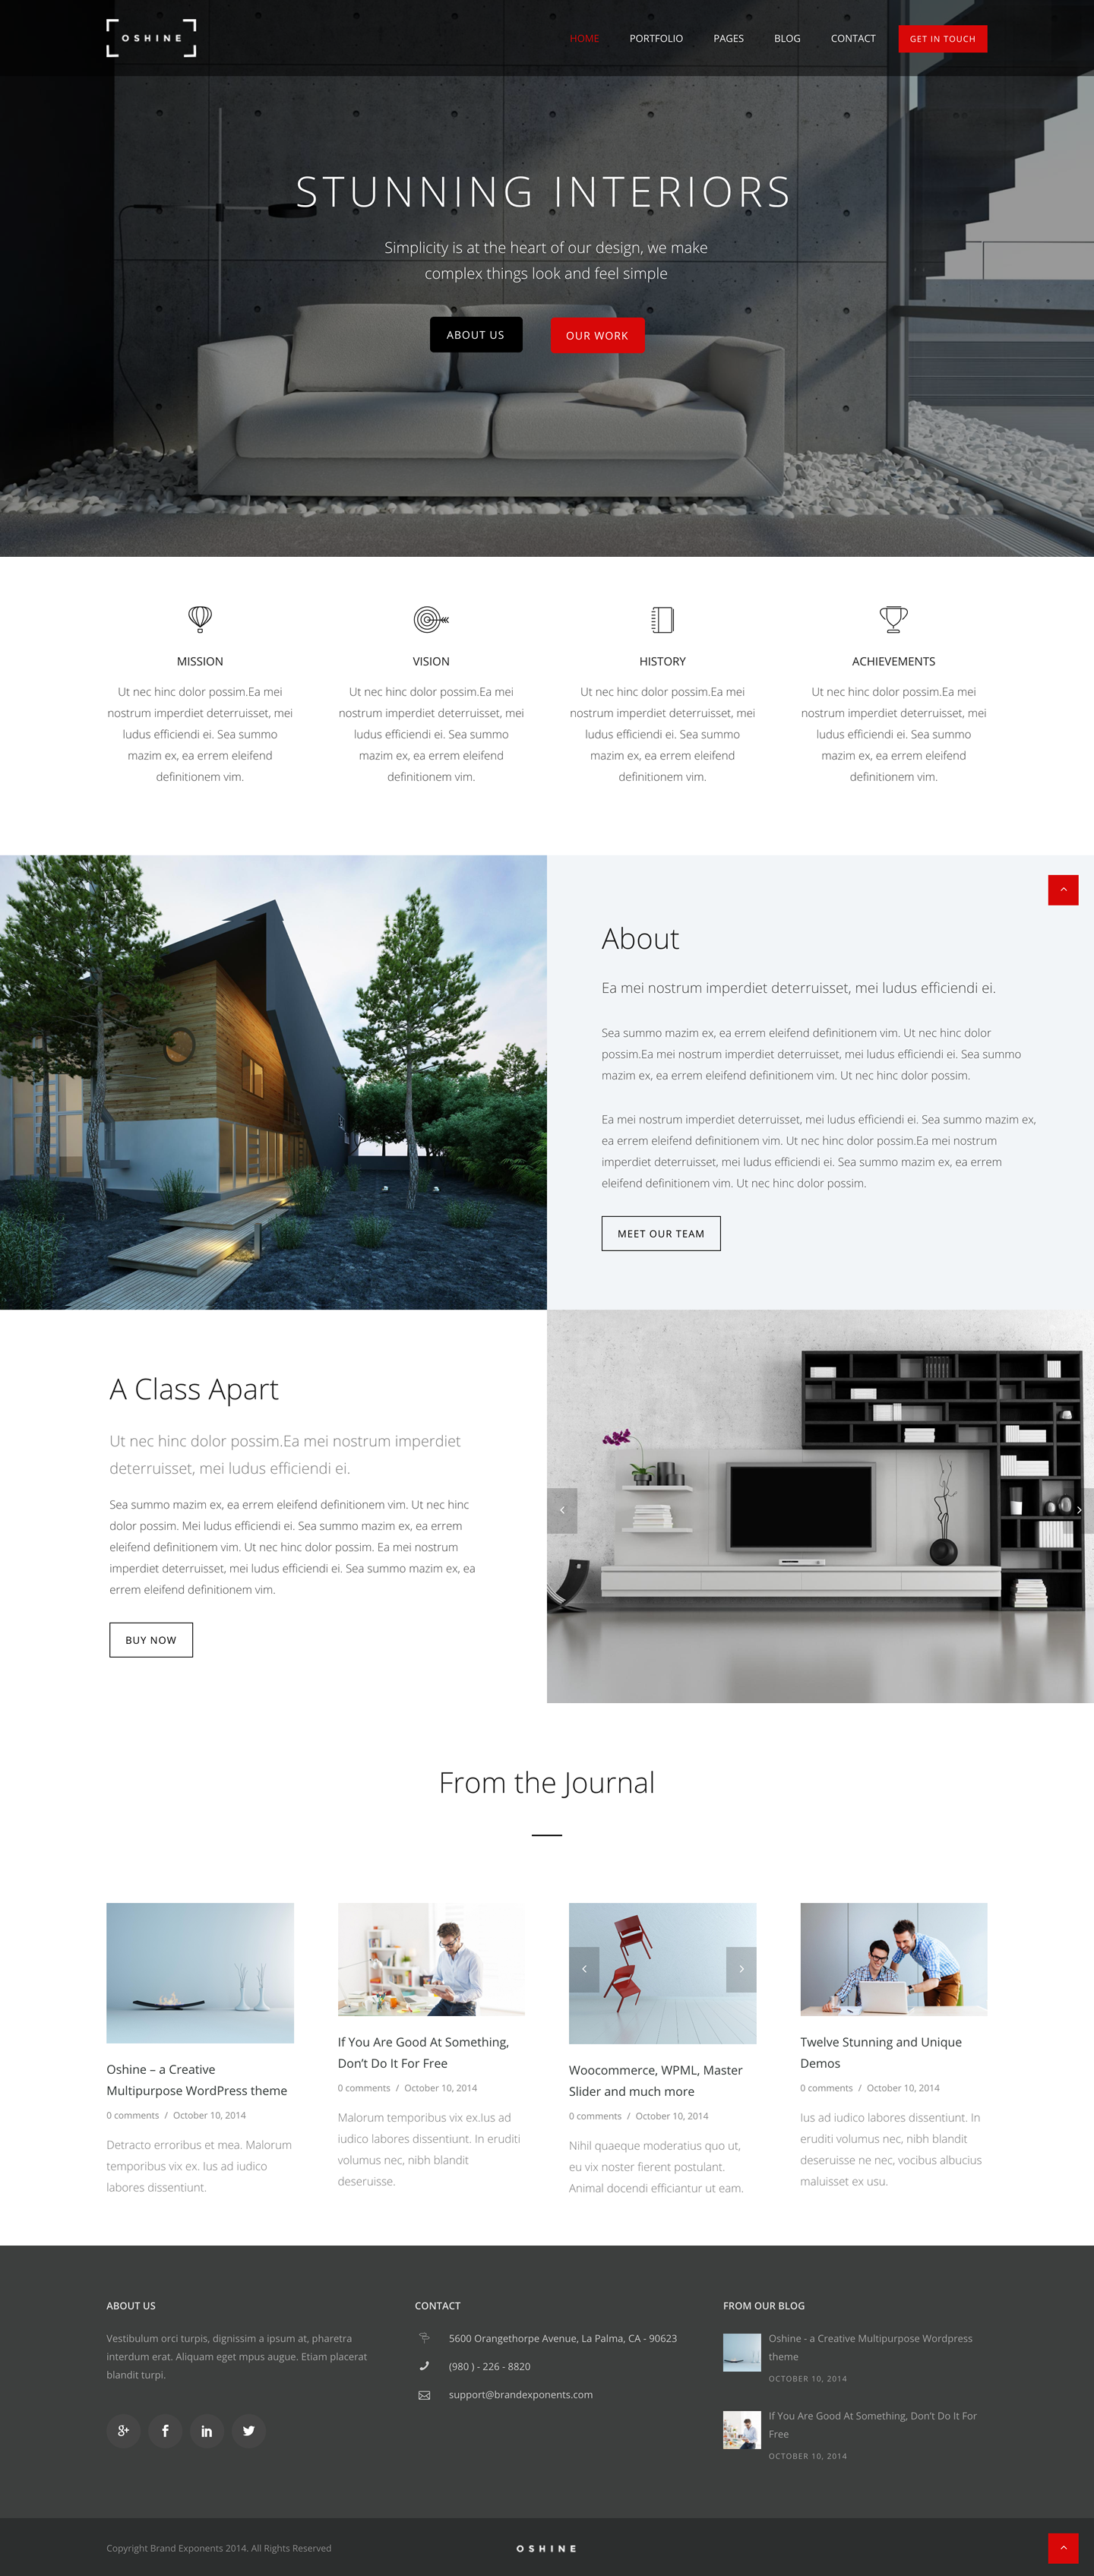 OSHINE
HOME PORTFOLIO PAGES BLOG CONTACT GET IN TOUCH
STUNNING INTERIORS
Simplicity is at the heart of our design, we make
complex things look and feel simple
ABOUT US OUR WORK
MISSION
Ut nec hinc dolor possim.Ea mei
nostrum imperdiet deterruisset, mei
ludus efficiendi ei. Sea summo
mazim ex, ea errem eleifend
definitionem vim.
VISION
Ut nec hinc dolor possim.Ea mei
nostrum imperdiet deterruisset, mei
ludus efficiendi ei. Sea summo
mazim ex, ea errem eleifend
definitionem vim.
HISTORY
Ut nec hinc dolor possim.Ea mei
nostrum imperdiet deterruisset, mei
ludus efficiendi ei. Sea summo
mazim ex, ea errem eleifend
definitionem vim.
ACHIEVEMENTS
Ut nec hinc dolor possim.Ea mei
nostrum imperdiet deterruisset, mei
ludus efficiendi ei. Sea summo
mazim ex, ea errem eleifend
definitionem vim.
About
Ea mei nostrum imperdiet deterruisset, mei ludus efficiendi ei.
Sea summo mazim ex, ea errem eleifend definitionem vim. Ut nec hinc dolor
possim.Ea mei nostrum imperdiet deterruisset, mei ludus efficiendi ei. Sea summo
mazim ex, ea errem eleifend definitionem vim. Ut nec hinc dolor possim.
Ea mei nostrum imperdiet deterruisset, mei ludus efficiendi ei. Sea summo mazim ex,
ea errem eleifend definitionem vim. Ut nec hinc dolor possim.Ea mei nostrum
imperdiet deterruisset, mei ludus efficiendi ei. Sea summo mazim ex, ea errem
eleifend definitionem vim. Ut nec hinc dolor possim.
MEET OUR TEAM
A Class Apart
Ut nec hinc dolor possim.Ea mei nostrum imperdiet
deterruisset, mei ludus efficiendi ei.
Sea summo mazim ex, ea errem eleifend definitionem vim. Ut nec hinc
dolor possim. Mei ludus efficiendi ei. Sea summo mazim ex, ea errem
eleifend definitionem vim. Ut nec hinc dolor possim. Ea mei nostrum
imperdiet deterruisset, mei ludus efficiendi ei. Sea summo mazim ex, ea
errem eleifend definitionem vim.
BUY NOW
From the Journal
Oshine – a Creative
Multipurpose WordPress theme
0 comments / October 10, 2014
Detracto erroribus et mea. Malorum
temporibus vix ex. Ius ad iudico
labores dissentiunt.
If You Are Good At Something,
Don't Do It For Free
0 comments / October 10, 2014
Malorum temporibus vix ex.Ius ad
iudico labores dissentiunt. In eruditi
volumus nec, nibh blandit
deseruisse.
Woocommerce, WPML, Master
Slider and much more
0 comments / October 10, 2014
Nihil quaeque moderatius quo ut,
eu vix noster fierent postulant.
Animal docendi efficiantur ut eam.
Twelve Stunning and Unique
Demos
0 comments / October 10, 2014
Ius ad iudico labores dissentiunt. In
eruditi volumus nec, nibh blandit
deseruisse ne nec, vocibus albucius
maluisset ex usu.
ABOUT US
Vestibulum orci turpis, dignissim a ipsum at, pharetra
interdum erat. Aliquam eget mpus augue. Etiam placerat
blandit turpi.
CONTACT
5600 Orangethorpe Avenue, La Palma, CA - 90623
(980 ) - 226 - 8820
support@brandexponents.com
FROM OUR BLOG
Oshine - a Creative Multipurpose Wordpress
theme
OCTOBER 10, 2014
If You Are Good At Something, Don't Do It For
Free
OCTOBER 10, 2014
Copyright Brand Exponents 2014. All Rights Reserved
OSHINE